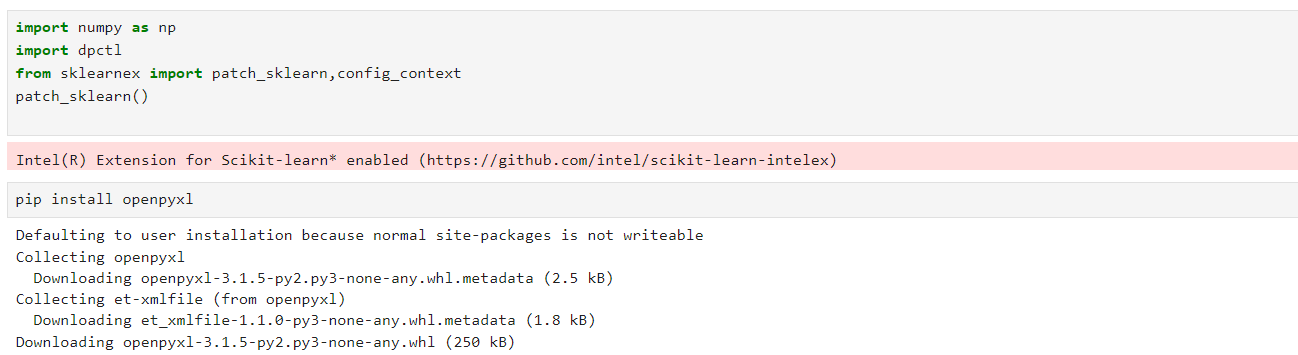 import numpy as np
import dpctl
from sklearnex import patch_sklearn,config_context
patch_sklearn()
Intel(R) Extension for Scikit-learn* enabled (https://github.com/intel/scikit-learn-intelex)
pip install openpyxl
Defaulting to user installation because normal site-packages is not writeable
Collecting openpyxl
  Downloading openpyxl-3.1.5-py2.py3-none-any.whl.metadata (2.5 kB)
Collecting et-xmlfile (from openpyxl)
  Downloading et_xmlfile-1.1.0-py3-none-any.whl.metadata (1.8 kB)
Downloading openpyxl-3.1.5-py2.py3-none-any.whl (250 kB)